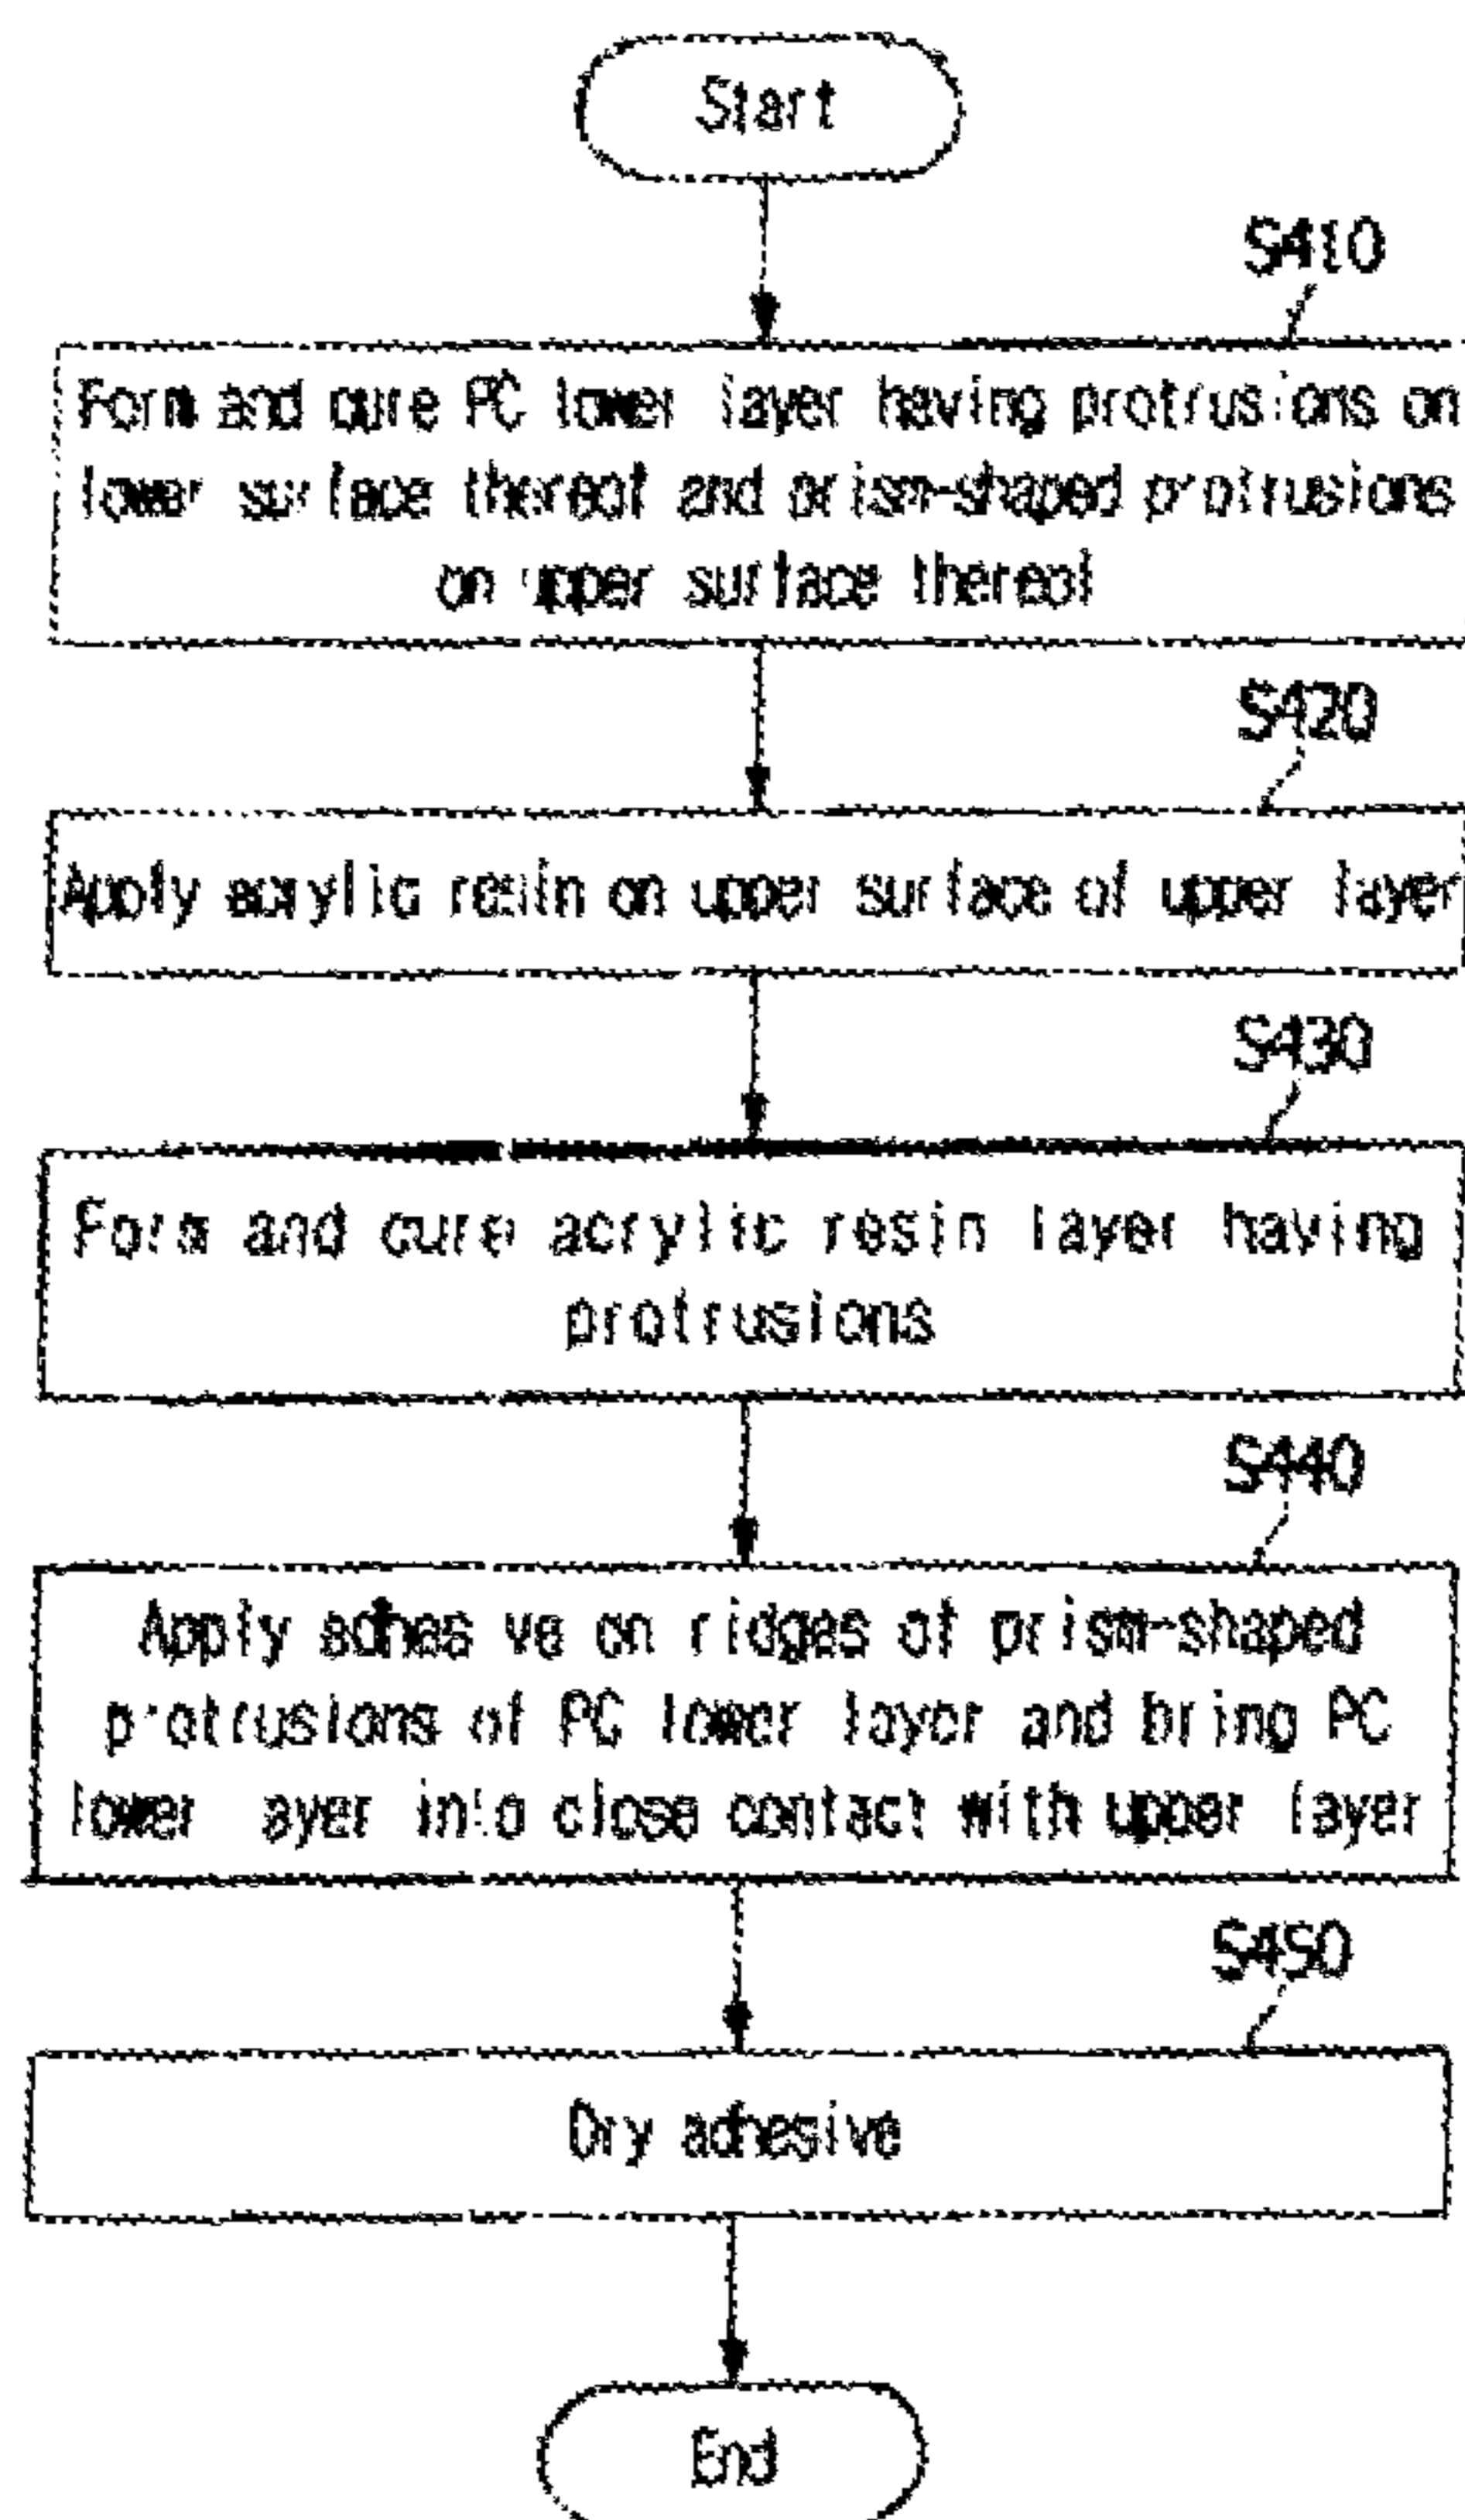 Start
S410
Form and cure PC lower layer having protrusions on
lower surface thereof and prism-shaped protrusions
on upper surface thereof
S420
Apply acrylic resin on upper surface of upper layer
S430
Form and cure acrylic resin layer having
protrusions
S440
Apply adhesive on ridges of prism-shaped
protrusions of PC lower layer and bring PC
lower layer into close contact with upper layer
S450
Dry adhesive
End